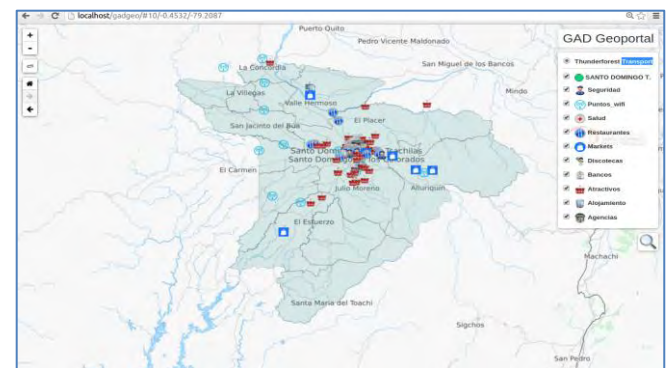 localhost/gadgeo/#10/-0.4532/-79.2087
GAD Geoportal
Thunderforest Transport
SANTO DOMINGO T.
Seguridad
Puntos_wifi
Salud
Restaurantes
Markets
Discotecas
Bancos
Atractivos
Alojamiento
Agencias
+
-
Puerto Quito
Pedro Vicente Maldonado
San Miguel de los Bancos
La Concordia
Mindo
La Villegas
Valle Hermoso
San Jacinto del Búa
El Placer
Santo Domingo Tsáchilas
Santo Domingo de los Colorados
El Carmen
Julio Moreno
Alluriquín
El Esfuerzo
Machachi
Santa María del Toachi
Sigchos
San Pedro